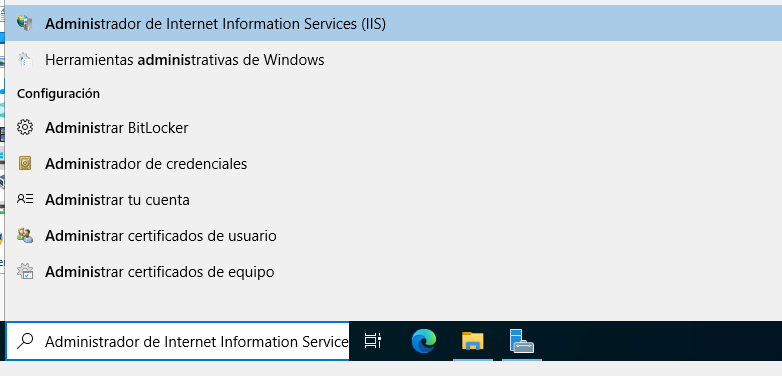 Administrador de Internet Information Services (IIS)
Herramientas administrativas de Windows
Configuración
Administrar BitLocker
Administrador de credenciales
Administrar tu cuenta
Administrar certificados de usuario
Administrar certificados de equipo
Administrador de Internet Information Service